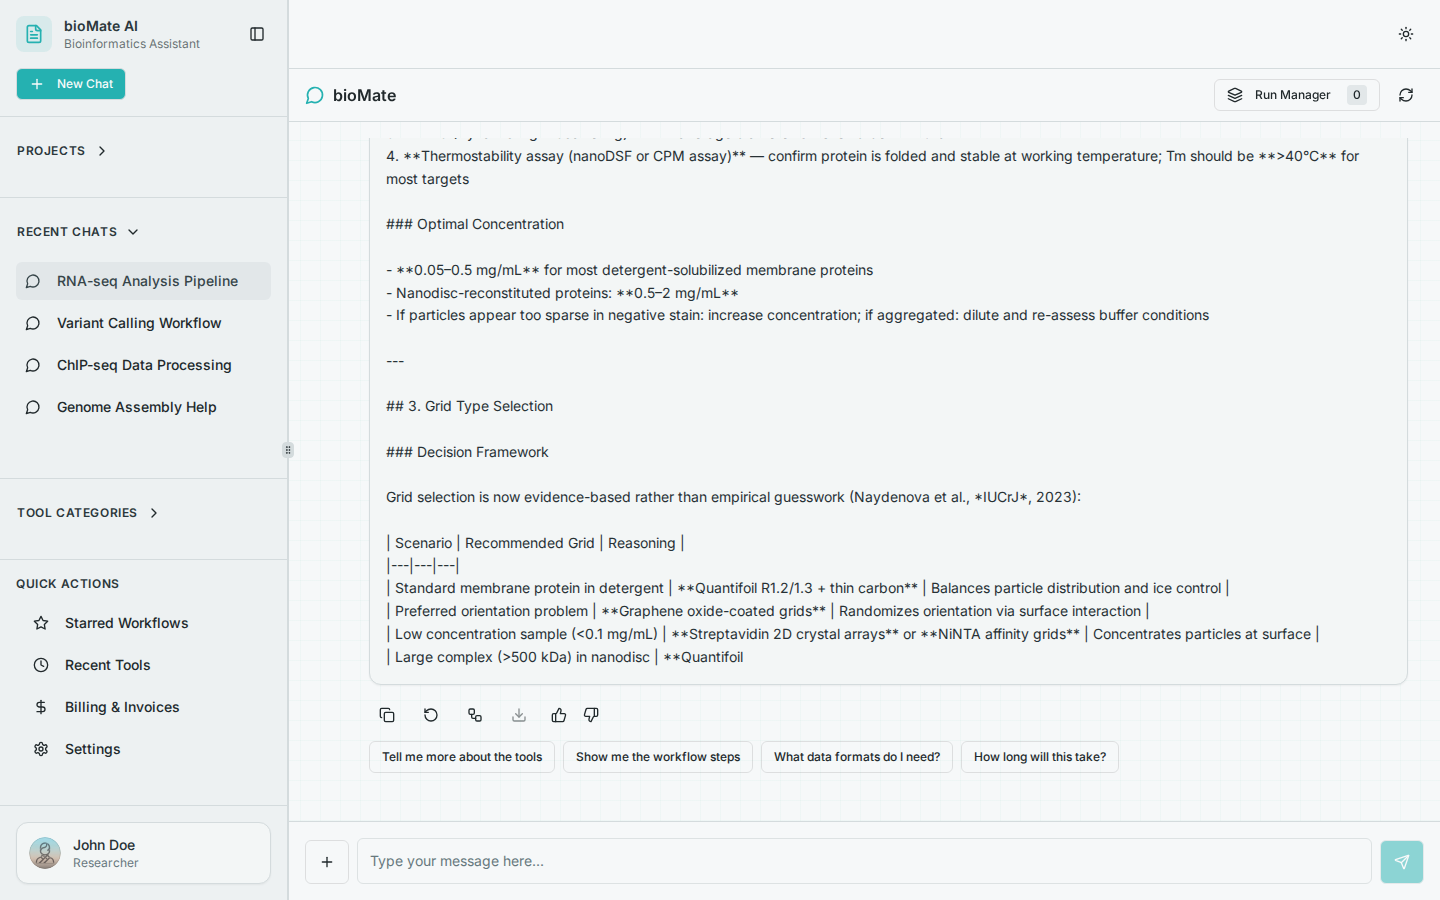 bioMate AI
Bioinformatics Assistant
New Chat
PROJECTS
RECENT CHATS
RNA-seq Analysis Pipeline
Variant Calling Workflow
ChIP-seq Data Processing
Genome Assembly Help
TOOL CATEGORIES
QUICK ACTIONS
Starred Workflows
Recent Tools
Billing & Invoices
Settings
John Doe
Researcher
bioMate
Run Manager 0
4. **Thermostability assay (nanoDSF or CPM assay)** — confirm protein is folded and stable at working temperature; Tm should be **>40°C** for
most targets
### Optimal Concentration
- **0.05–0.5 mg/mL** for most detergent-solubilized membrane proteins
- Nanodisc-reconstituted proteins: **0.5–2 mg/mL**
- If particles appear too sparse in negative stain: increase concentration; if aggregated: dilute and re-assess buffer conditions
---
## 3. Grid Type Selection
### Decision Framework
Grid selection is now evidence-based rather than empirical guesswork (Naydenova et al., *IUCrJ*, 2023):
| Scenario | Recommended Grid | Reasoning |
|---|---|---|
| Standard membrane protein in detergent | **Quantifoil R1.2/1.3 + thin carbon** | Balances particle distribution and ice control |
| Preferred orientation problem | **Graphene oxide-coated grids** | Randomizes orientation via surface interaction |
| Low concentration sample (<0.1 mg/mL) | **Streptavidin 2D crystal arrays** or **NiNTA affinity grids** | Concentrates particles at surface |
| Large complex (>500 kDa) in nanodisc | **Quantifoil
Tell me more about the tools
Show me the workflow steps
What data formats do I need?
How long will this take?
Type your message here...